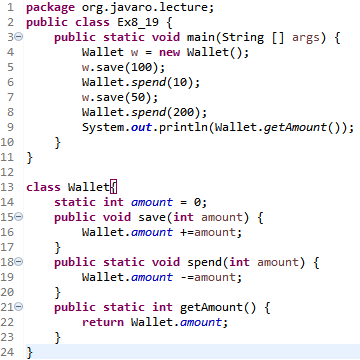 1 package org.javaro.lecture;
2 public class Ex8_19 {
3 public static void main(String [] args) {
4 Wallet w = new Wallet();
5 w.save(100);
6 Wallet.spend(10);
7 w.save(50);
8 Wallet.spend(200);
9 System.out.println(Wallet.getAmount());
10 }
11 }
12
13 class Wallet{
14 static int amount = 0;
15 public void save(int amount) {
16 Wallet.amount +=amount;
17 }
18 public static void spend(int amount) {
19 Wallet.amount -=amount;
20 }
21 public static int getAmount() {
22 return Wallet.amount;
23 }
24 }